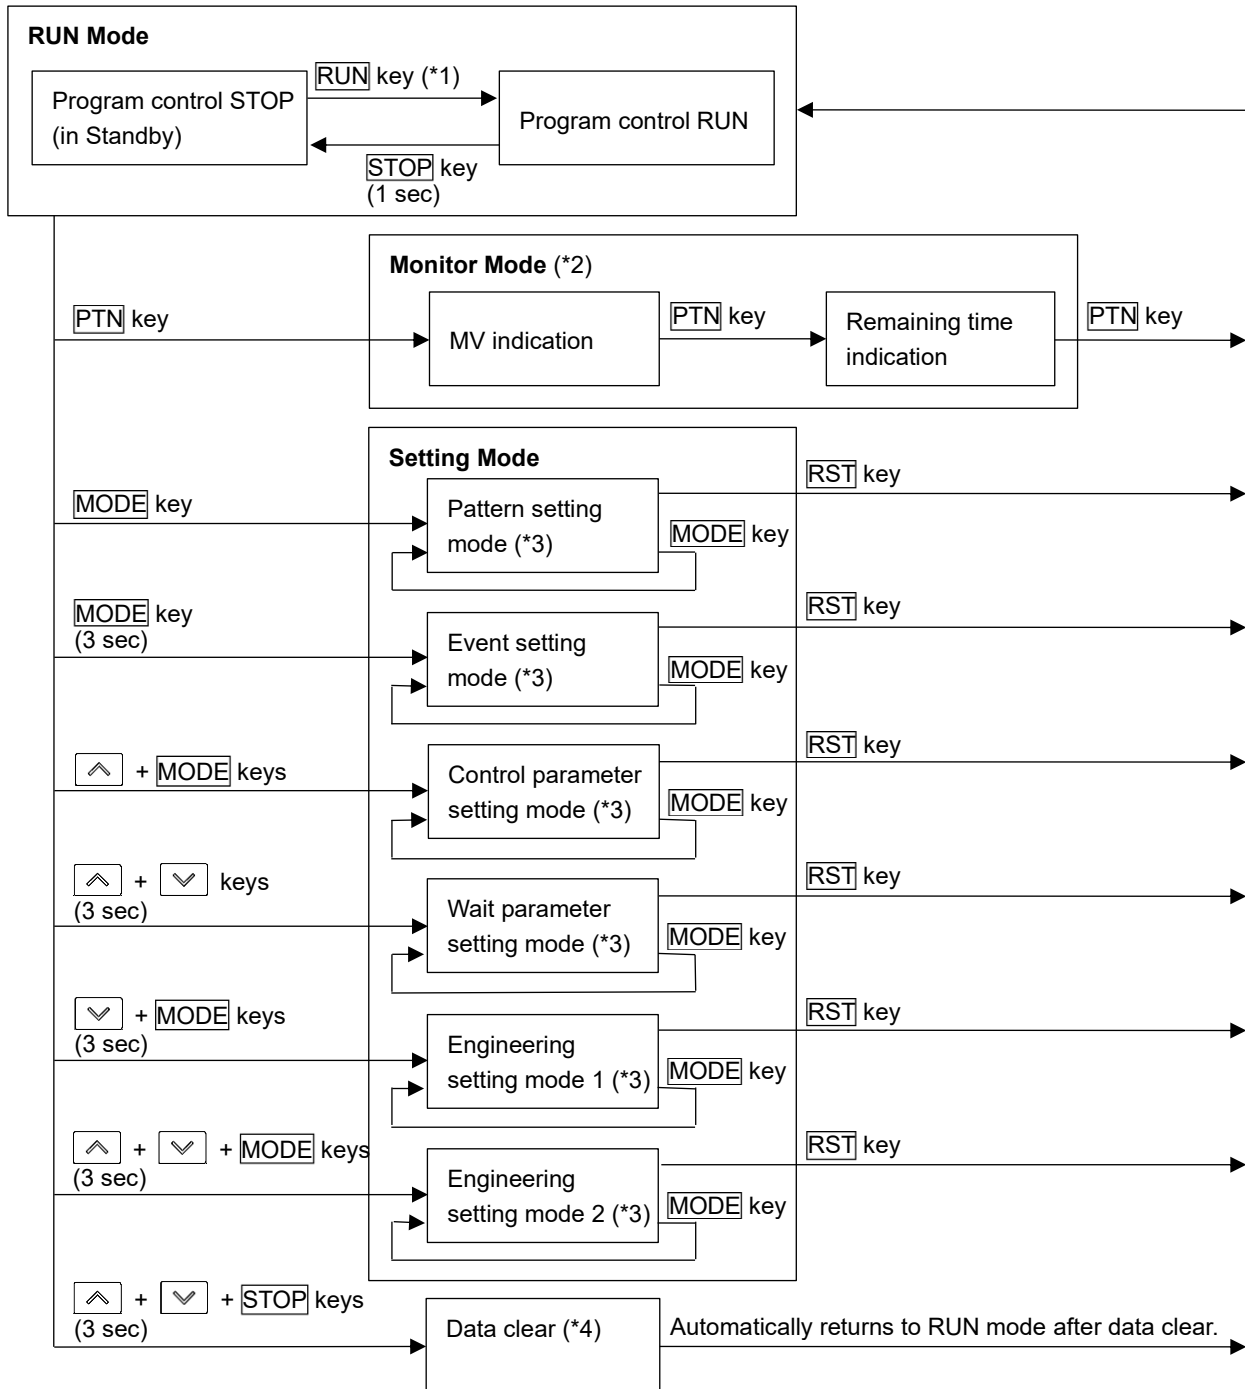 RUN Mode
RUN key (*1)
Program control STOP
(in Standby)
Program control RUN
STOP key
(1 sec)
Monitor Mode (*2)
PTN key
MV indication
PTN key
Remaining time
indication
PTN key
Setting Mode
MODE key
Pattern setting
mode (*3)
MODE key
RST key
MODE key
(3 sec)
Event setting
mode (*3)
MODE key
RST key
+ MODE keys
Control parameter
setting mode (*3)
MODE key
RST key
+ keys
(3 sec)
Wait parameter
setting mode (*3)
MODE key
RST key
+ MODE keys
(3 sec)
Engineering
setting mode 1 (*3)
MODE key
RST key
+ + MODE keys
(3 sec)
Engineering
setting mode 2 (*3)
MODE key
RST key
+ + STOP keys
(3 sec)
Data clear (*4)
Automatically returns to RUN mode after data clear.